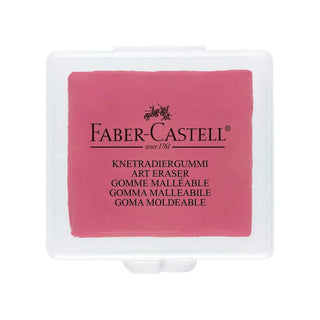 FABER-CASTELL®
since 1761
KNETRADIERGUMMI
ART ERASER
GOMME MALLÉABLE
GOMMA MALLEABILE
GOMA MOLDEABLE